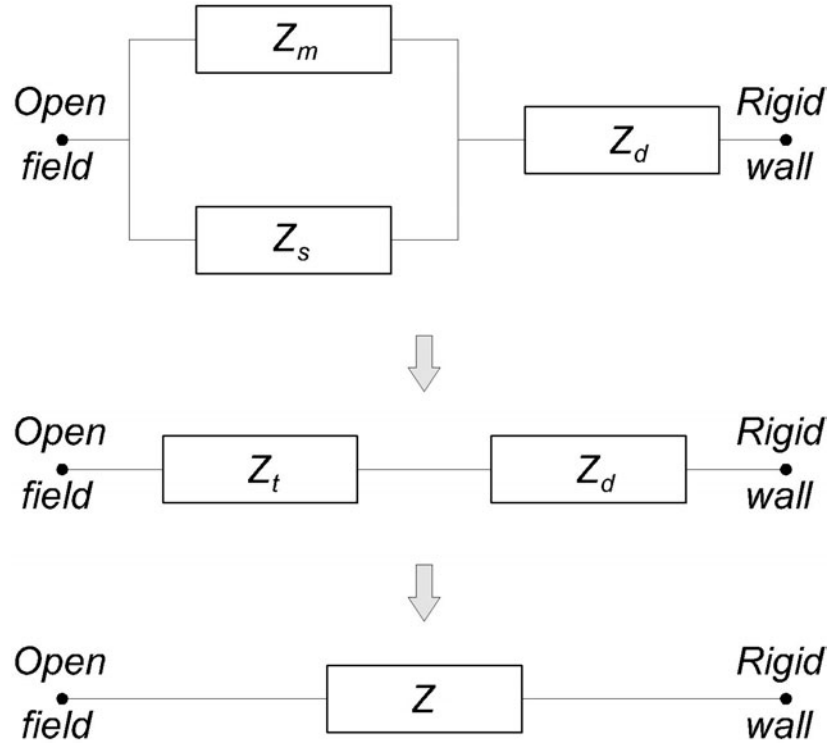 Z_m
Open
field
Z_s
Z_d
Rigid
wall
Open
field
Z_t
Z_d
Rigid
wall
Open
field
Z
Rigid
wall